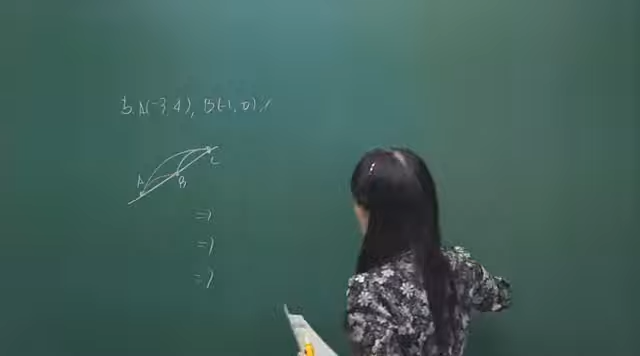 5. A(-3, 4), B(-1, 0),
C
A B
=>
=>
=>